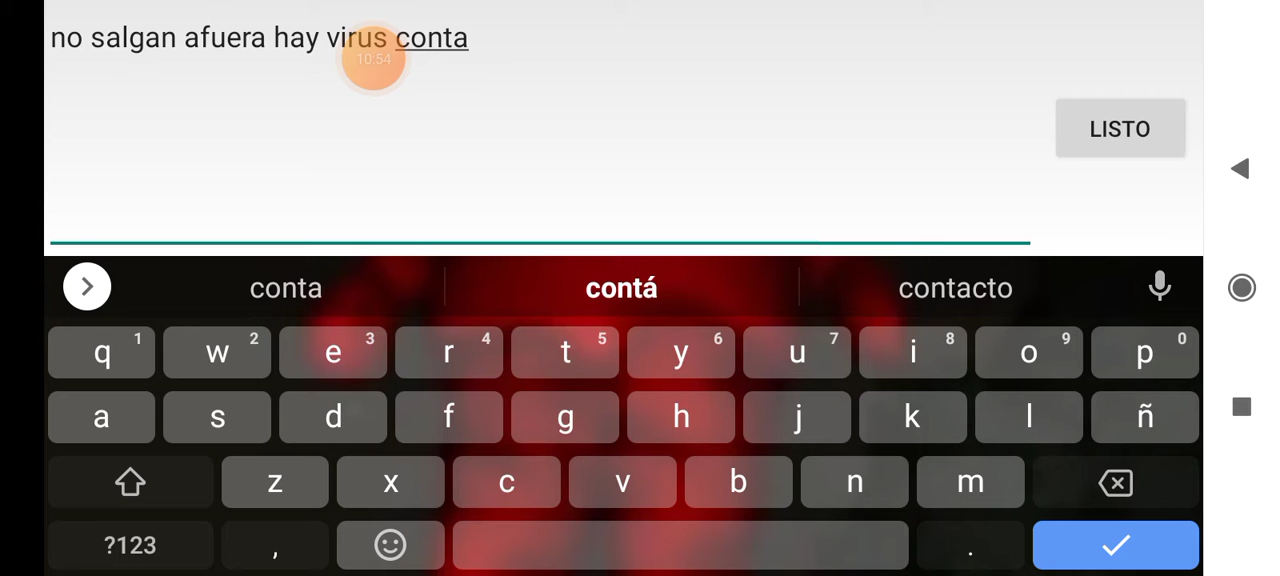 no salgan afuera hay virus conta
10:54
LISTO
conta contá contacto
q 1 w 2 e 3 r 4 t 5 y 6 u 7 i 8 o 9 p 0
a s d f g h j k l ñ
z x c v b n m
?123 , .